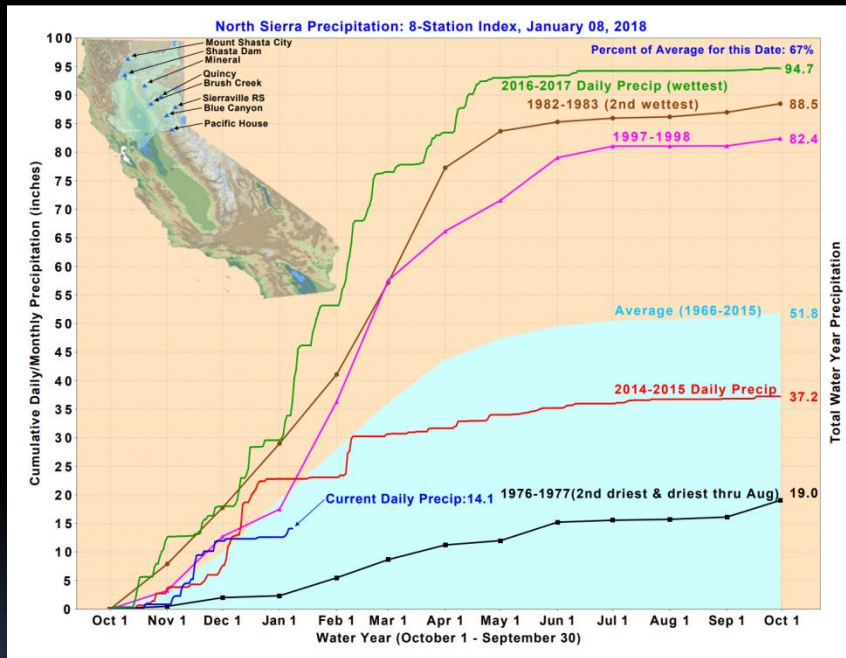 North Sierra Precipitation: 8-Station Index, January 08, 2018
Percent of Average for this Date: 67%
Mount Shasta City
Shasta Dam
Mineral
Quincy
Brush Creek
Sierraville RS
Blue Canyon
Pacific House
2016-2017 Daily Precip (wettest)
94.7
1982-1983 (2nd wettest)
88.5
1997-1998
82.4
Average (1966-2015)
51.8
2014-2015 Daily Precip
37.2
Current Daily Precip:14.1
1976-1977(2nd driest & driest thru Aug)
19.0
Cumulative Daily/Monthly Precipitation (inches)
100
95
90
85
80
75
70
65
60
55
50
45
40
35
30
25
20
15
10
5
0
Total Water Year Precipitation
Oct 1 Nov 1 Dec 1 Jan 1 Feb 1 Mar 1 Apr 1 May 1 Jun 1 Jul 1 Aug 1 Sep 1 Oct 1
Water Year (October 1 - September 30)